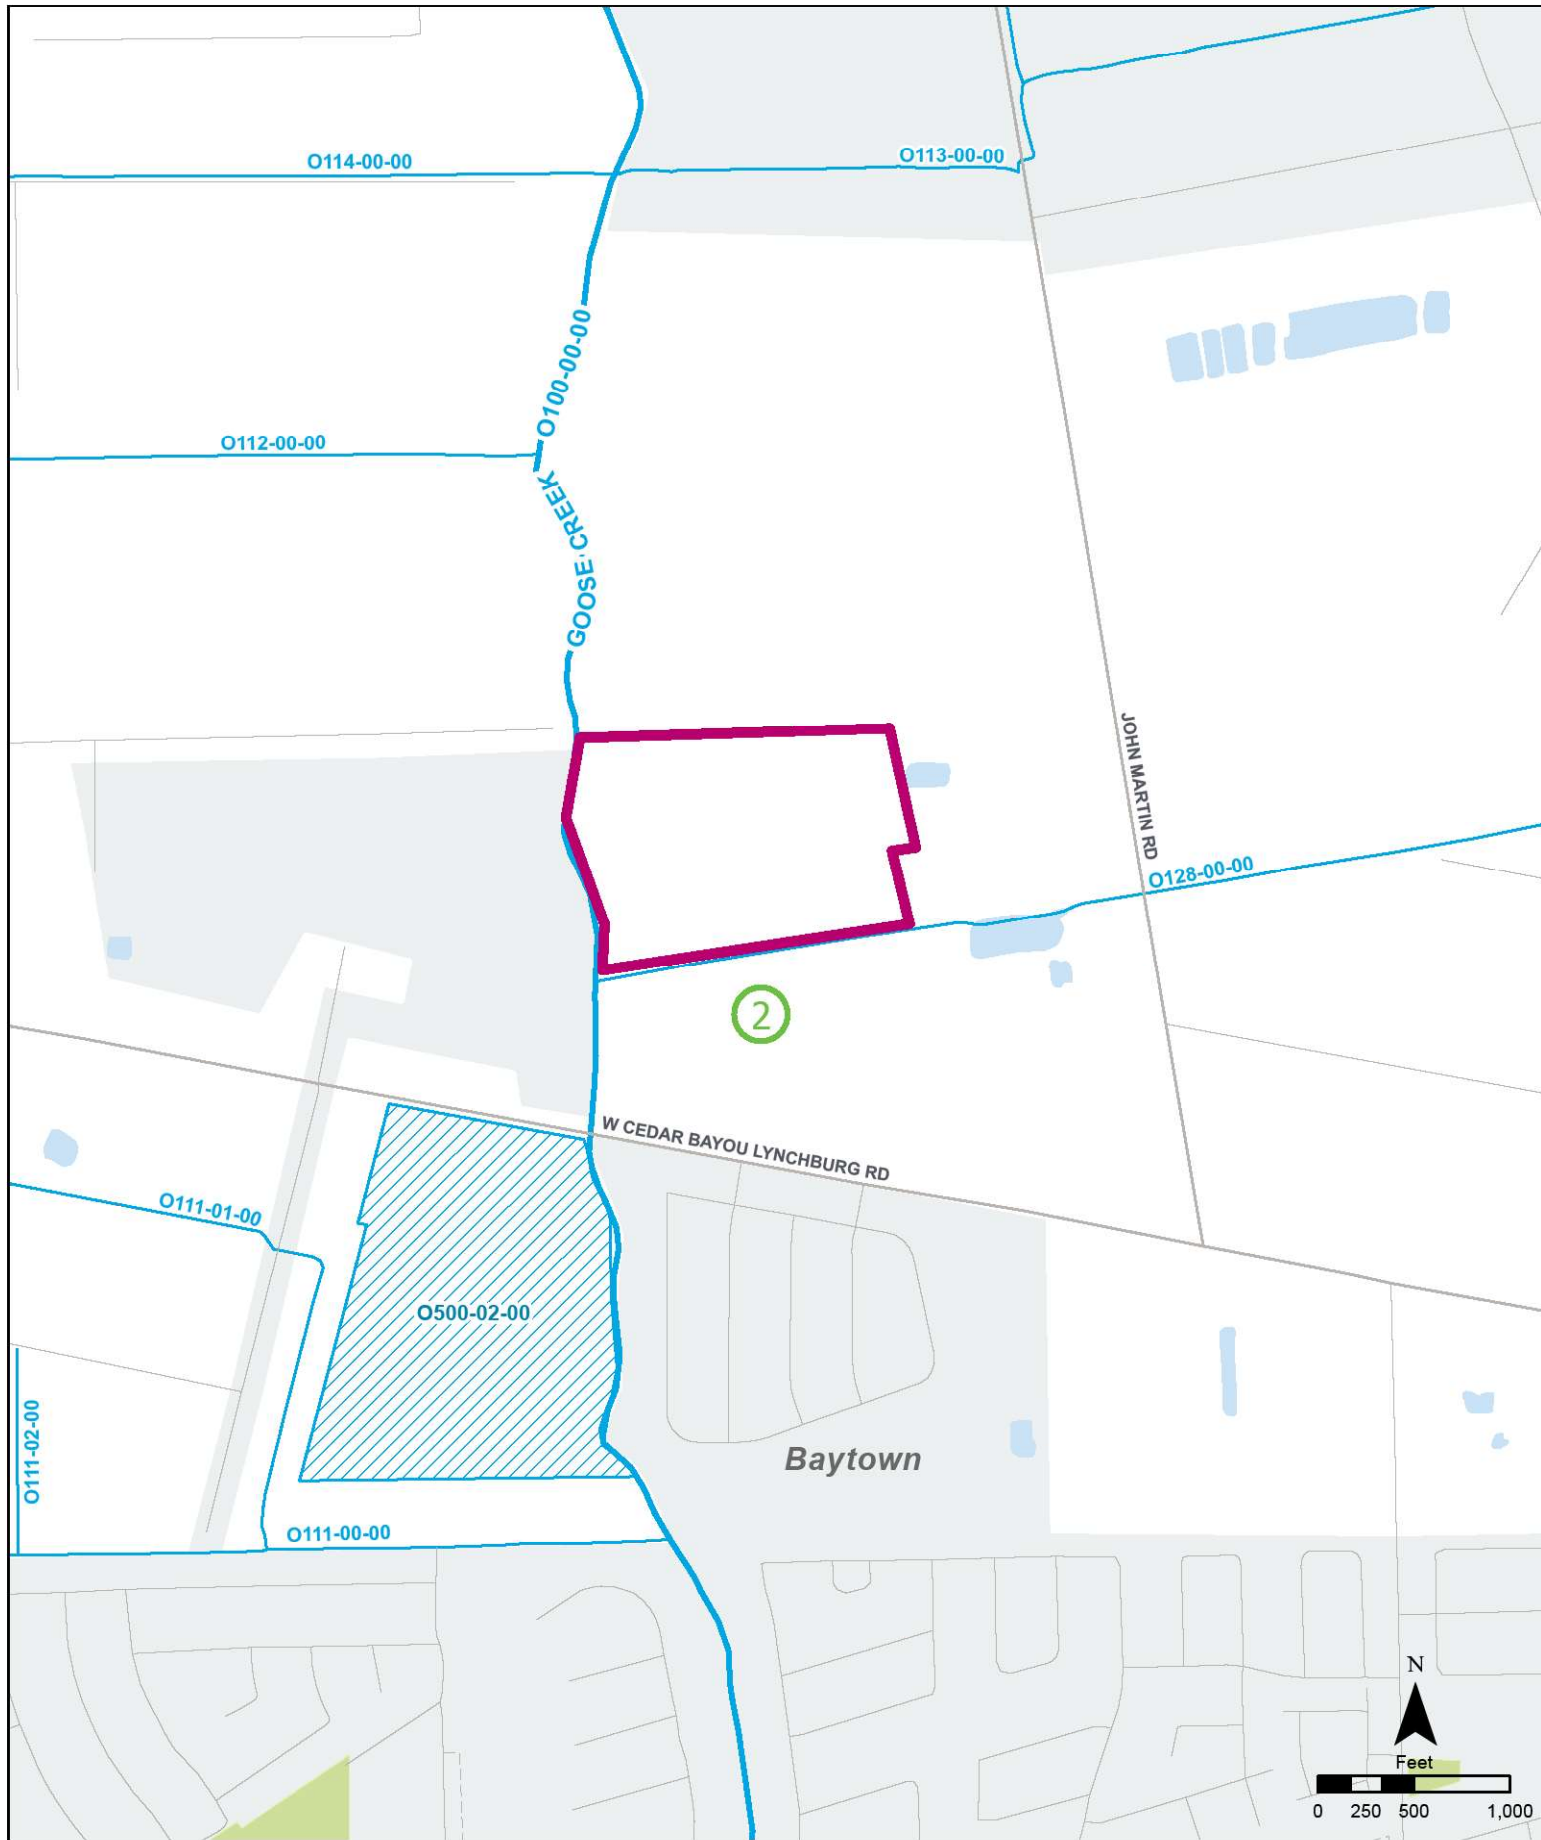 O114-00-00
O113-00-00
O100-00-00
O112-00-00
GOOSE CREEK
JOHN MARTIN RD
O128-00-00
2
W CEDAR BAYOU LYNCHBURG RD
O111-01-00
O500-02-00
O111-02-00
Baytown
O111-00-00
N
Feet
0 250 500 1,000